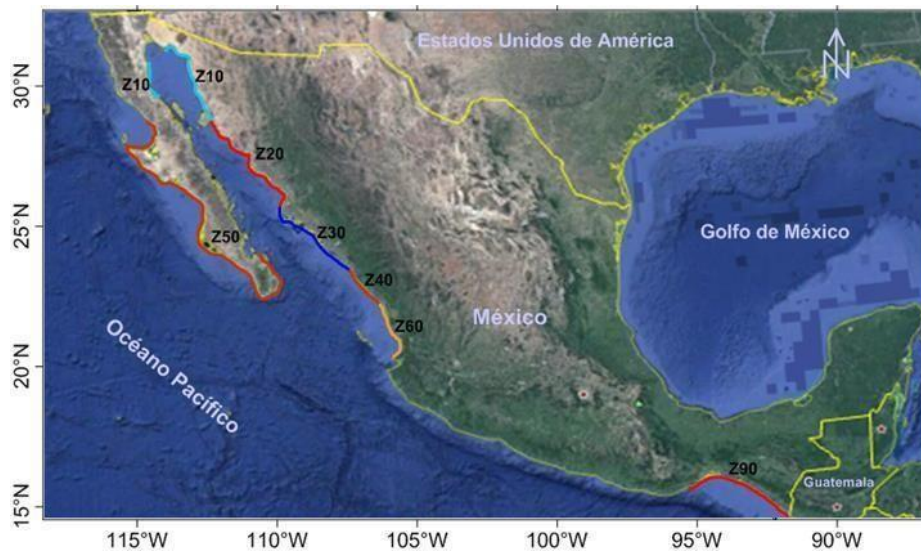 Estados Unidos de América
N
Z10
Z10
30°N
Z20
25°N
Z50
Z30
Golfo de México
Z40
México
Z60
Océano Pacífico
20°N
Z90
Guatemala
15°N
115°W
110°W
105°W
100°W
95°W
90°W